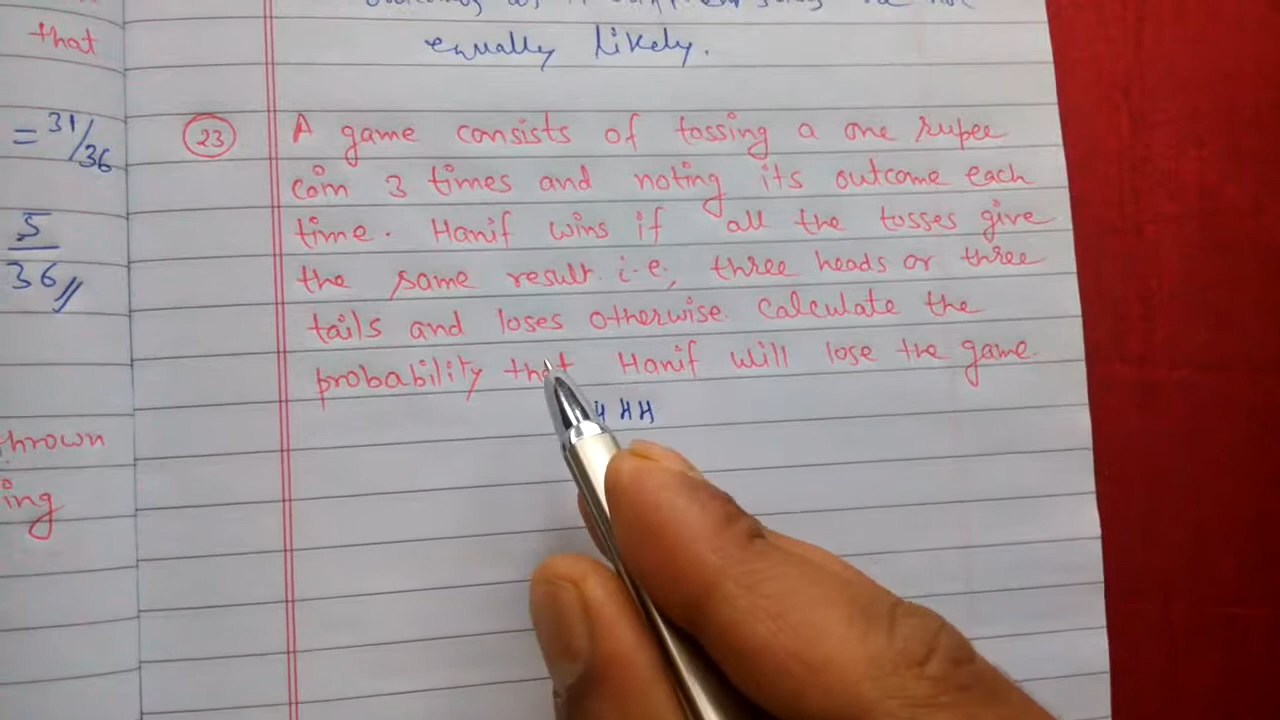 that
= 31/36
5
36 //
thrown
ing
equally likely.
23 A game consists of tossing a one rupee
coin 3 times and noting its outcome each
time. Hanif wins if all the tosses give
the same result. i.e, three heads or three
tails and loses otherwise. Calculate the
probability that Hanif will lose the game.
HHH